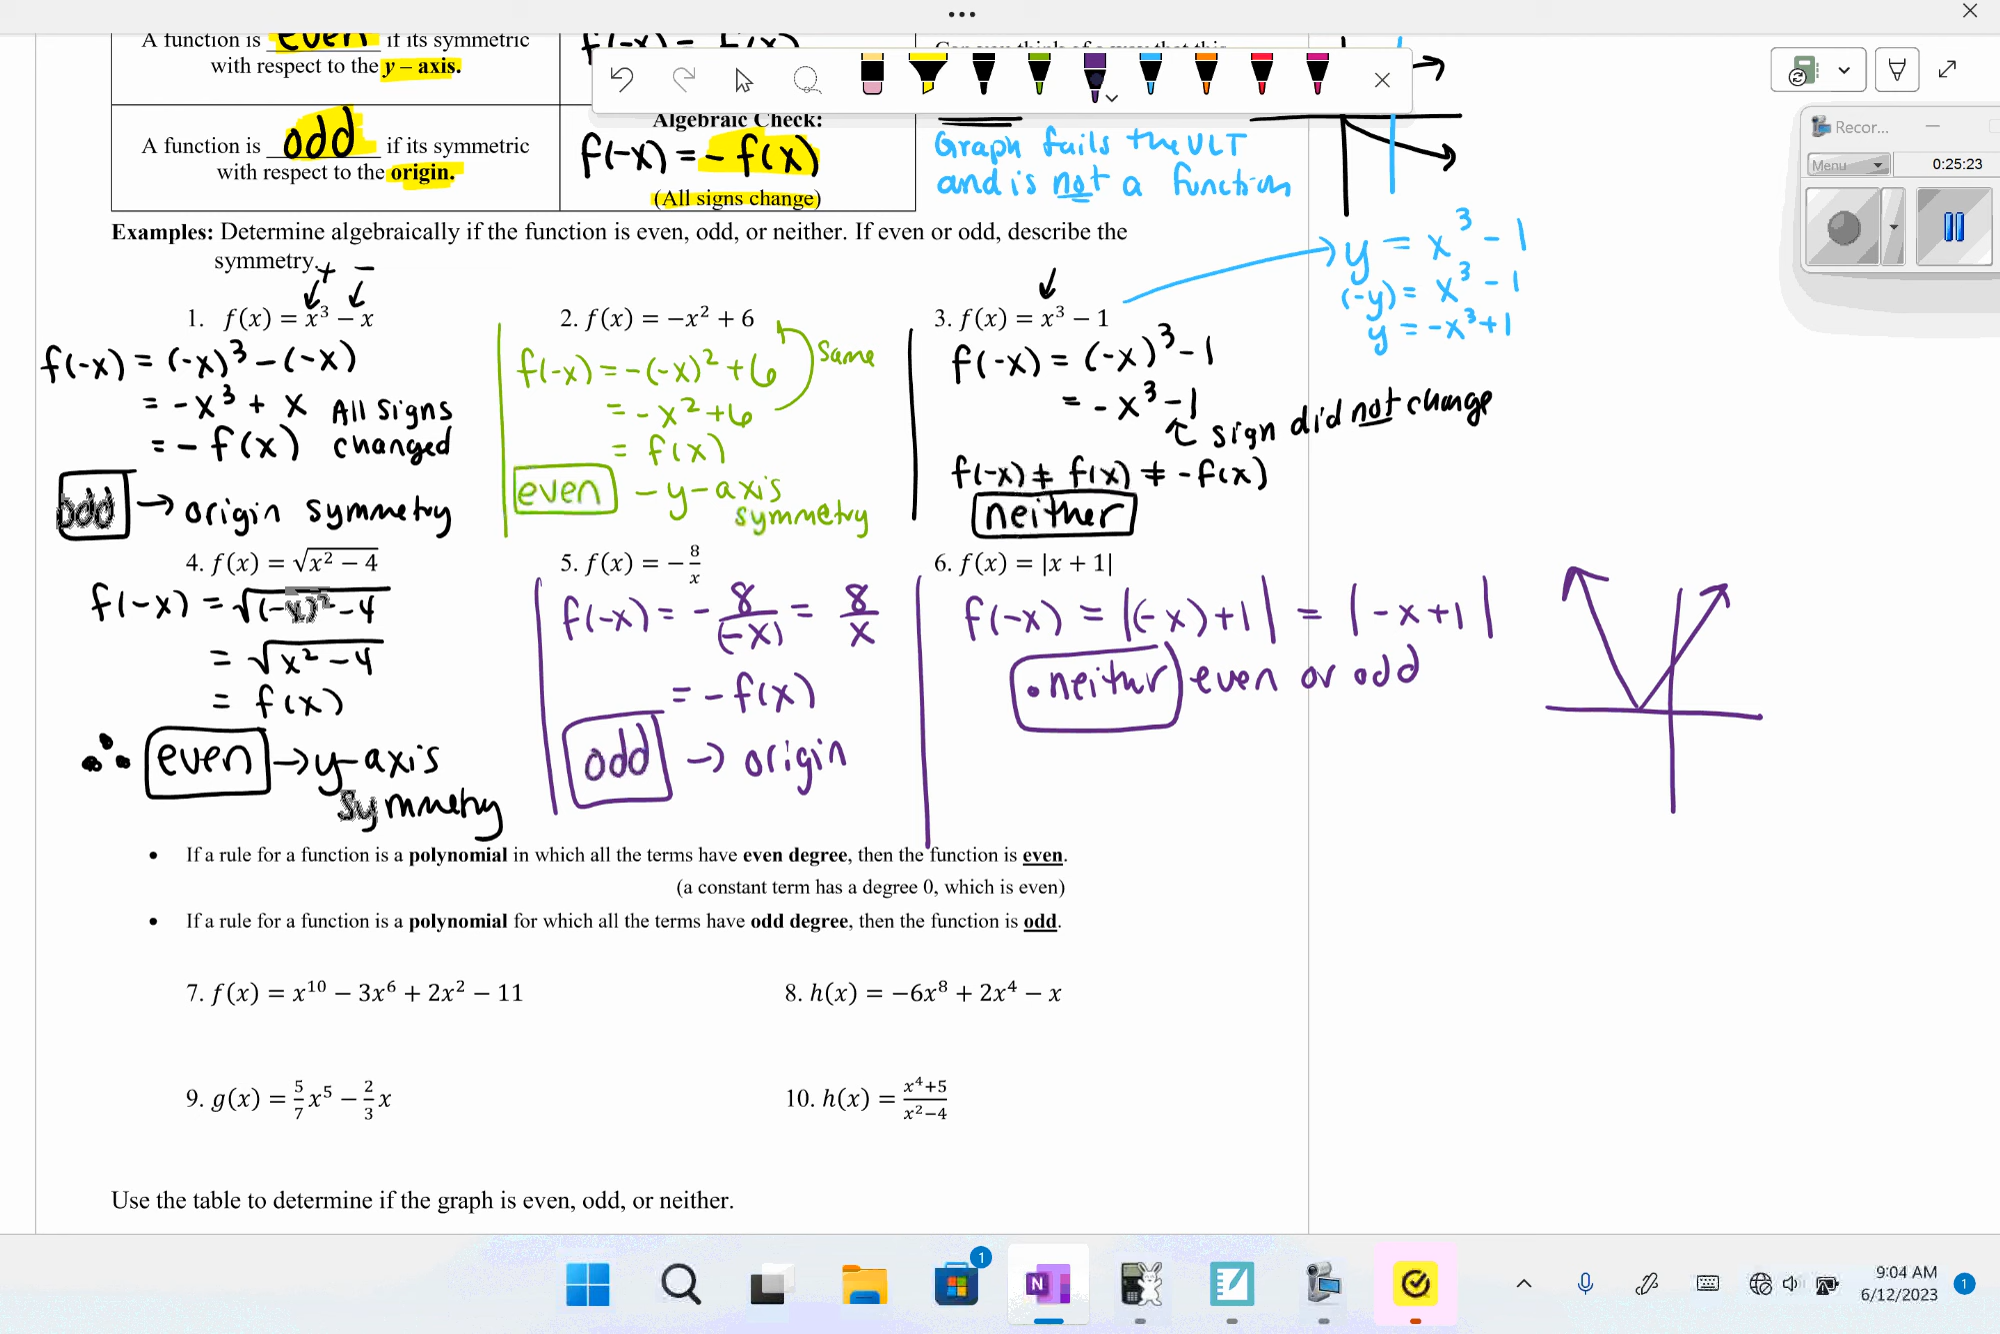 A function is even if its symmetric
with respect to the y – axis.
f(-x) = f(x)
A function is odd if its symmetric
with respect to the origin.
Algebraic Check:
f(-x) = - f(x)
(All signs change)
Graph fails the VLT
and is not a function
Recor...
Menu
0:25:23
Examples: Determine algebraically if the function is even, odd, or neither. If even or odd, describe the
symmetry.
+ −
1. f(x) = x³ − x
f(-x) = (-x)³ - (-x)
= -x³ + x All signs
= - f(x) changed
odd → origin symmetry
2. f(x) = −x² + 6
f(-x) = -(-x)² + 6 Same
= -x² + 6
= f(x)
even - y-axis
symmetry
3. f(x) = x³ − 1
f(-x) = (-x)³ - 1
= -x³ - 1
sign did not change
f(-x) ≠ f(x) ≠ -f(x)
neither
y = x³ - 1
(-y) = x³ - 1
y = -x³ + 1
4. f(x) = √(x² − 4)
f(-x) = √((-x)² - 4)
= √(x² - 4)
= f(x)
∴ even → y-axis
symmetry
5. f(x) = − 8/x
f(-x) = - 8/(-x) = 8/x
= - f(x)
odd → origin
6. f(x) = |x + 1|
f(-x) = |(-x)+1| = |-x+1|
• neither even or odd
• If a rule for a function is a polynomial in which all the terms have even degree, then the function is even.
(a constant term has a degree 0, which is even)
• If a rule for a function is a polynomial for which all the terms have odd degree, then the function is odd.
7. f(x) = x¹⁰ − 3x⁶ + 2x² − 11
8. h(x) = −6x⁸ + 2x⁴ − x
9. g(x) = 5/7 x⁵ − 2/3 x
10. h(x) = (x⁴+5)/(x²−4)
Use the table to determine if the graph is even, odd, or neither.
1
N
9:04 AM
6/12/2023
1